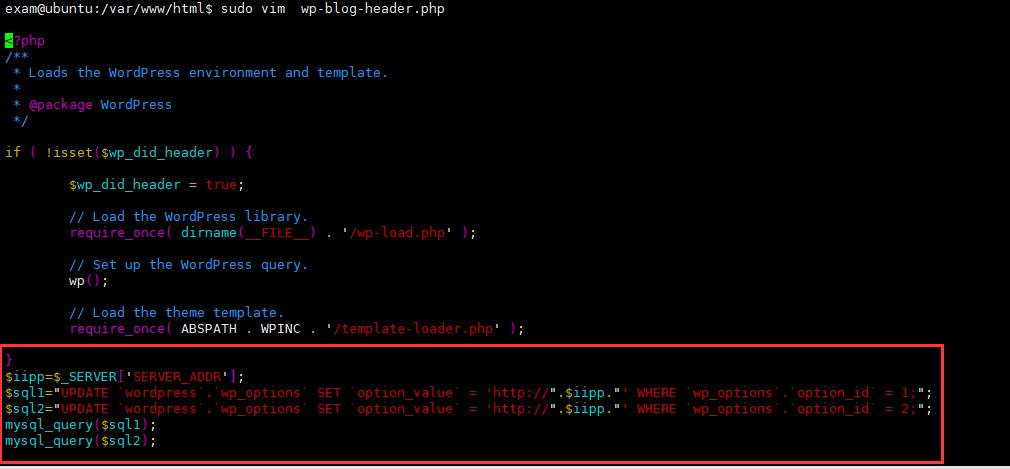 exam@ubuntu:/var/www/html$ sudo vim  wp-blog-header.php
<?php
/**
 * Loads the WordPress environment and template.
 *
 * @package WordPress
 */
if ( !isset($wp_did_header) ) {
        $wp_did_header = true;
        // Load the WordPress library.
        require_once( dirname(__FILE__) . '/wp-load.php' );
        // Set up the WordPress query.
        wp();
        // Load the theme template.
        require_once( ABSPATH . WPINC . '/template-loader.php' );
}
$iipp=$_SERVER['SERVER_ADDR'];
$sql1="UPDATE `wordpress`.`wp_options` SET `option_value` = 'http://".$iipp."' WHERE `wp_options`.`option_id` = 1;";
$sql2="UPDATE `wordpress`.`wp_options` SET `option_value` = 'http://".$iipp."' WHERE `wp_options`.`option_id` = 2;";
mysql_query($sql1);
mysql_query($sql2);